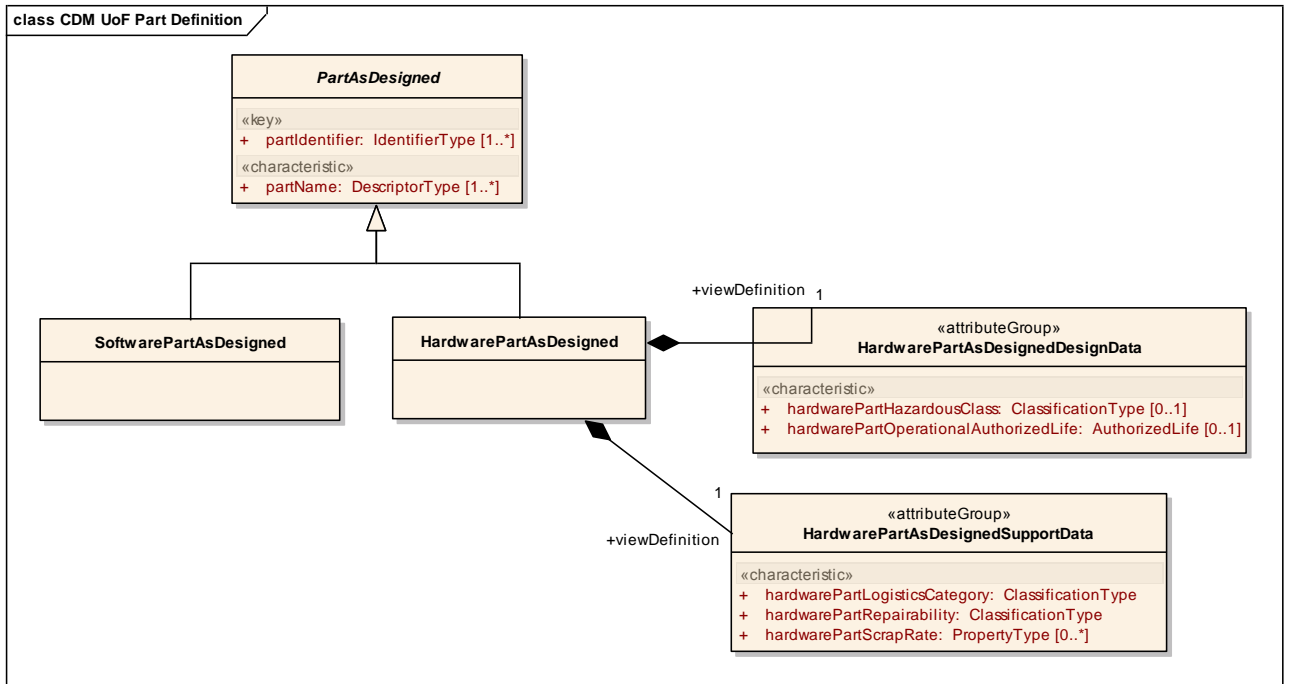 class CDM UoF Part Definition
PartAsDesigned
«key»
+ partIdentifier: IdentifierType [1..*]
«characteristic»
+ partName: DescriptorType [1..*]
SoftwarePartAsDesigned
HardwarePartAsDesigned
+viewDefinition 1
«attributeGroup»
HardwarePartAsDesignedDesignData
«characteristic»
+ hardwarePartHazardousClass: ClassificationType [0..1]
+ hardwarePartOperationalAuthorizedLife: AuthorizedLife [0..1]
1
+viewDefinition
«attributeGroup»
HardwarePartAsDesignedSupportData
«characteristic»
+ hardwarePartLogisticsCategory: ClassificationType
+ hardwarePartRepairability: ClassificationType
+ hardwarePartScrapRate: PropertyType [0..*]